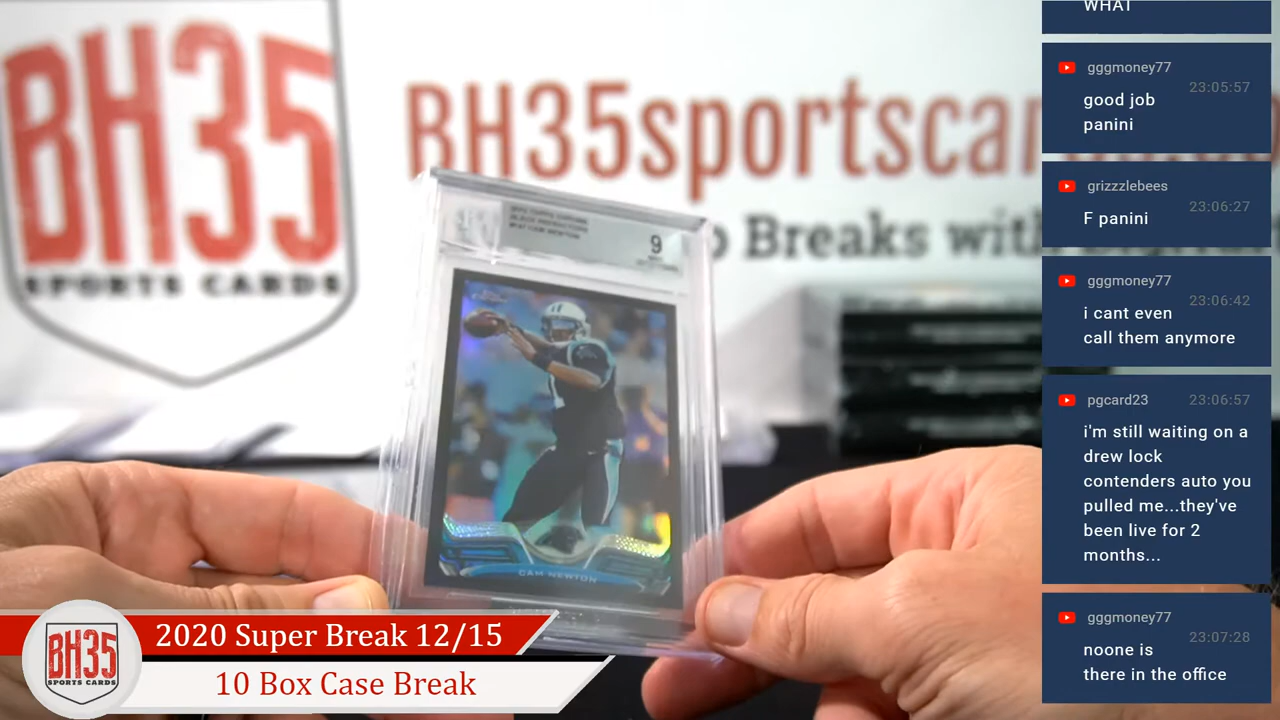 BH35
SPORTS CARDS
BH35sportscar
Breaks with
9
CAM NEWTON
BH35
SPORTS CARDS
2020 Super Break 12/15
10 Box Case Break
WHAT
gggmoney77
23:05:57
good job
panini
grizzzlebees
23:06:27
F panini
gggmoney77
23:06:42
i cant even
call them anymore
pgcard23
23:06:57
i'm still waiting on a
drew lock
contenders auto you
pulled me...they've
been live for 2
months...
gggmoney77
23:07:28
noone is
there in the office